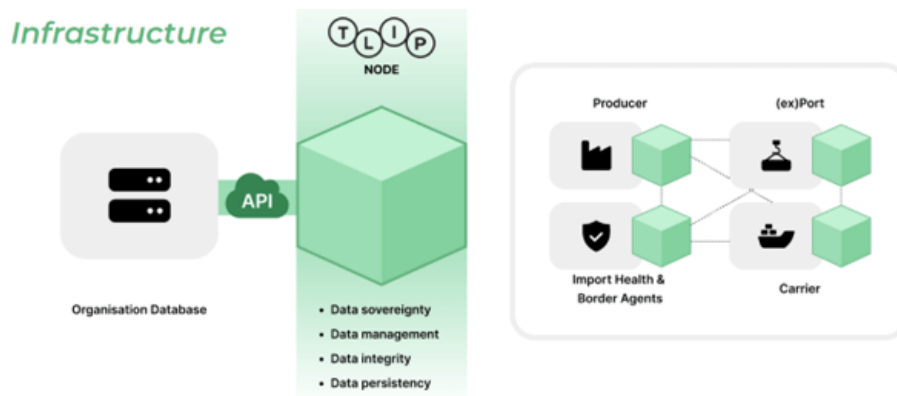 Infrastructure
TLIP
NODE
API
Organisation Database
• Data sovereignty
• Data management
• Data integrity
• Data persistency
Producer
(ex)Port
Import Health &
Border Agents
Carrier